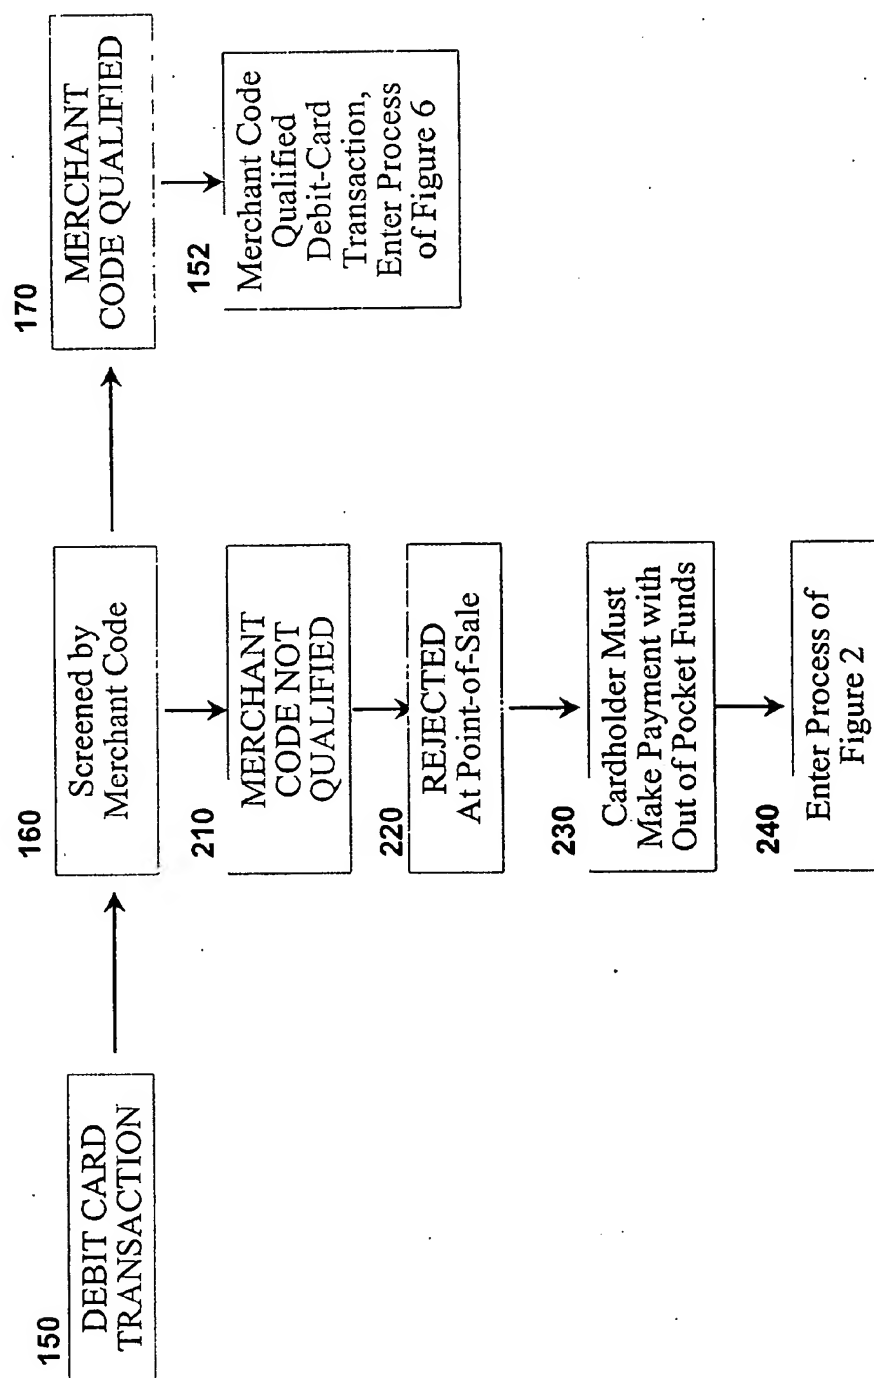 150
DEBIT CARD
TRANSACTION
160
Screened by
Merchant Code
170
MERCHANT
CODE QUALIFIED
210
MERCHANT
CODE NOT
QUALIFIED
152
Merchant Code
Qualified
Debit-Card
Transaction,
Enter Process
of Figure 6
220
REJECTED
At Point-of-Sale
230
Cardholder Must
Make Payment with
Out of Pocket Funds
240
Enter Process of
Figure 2